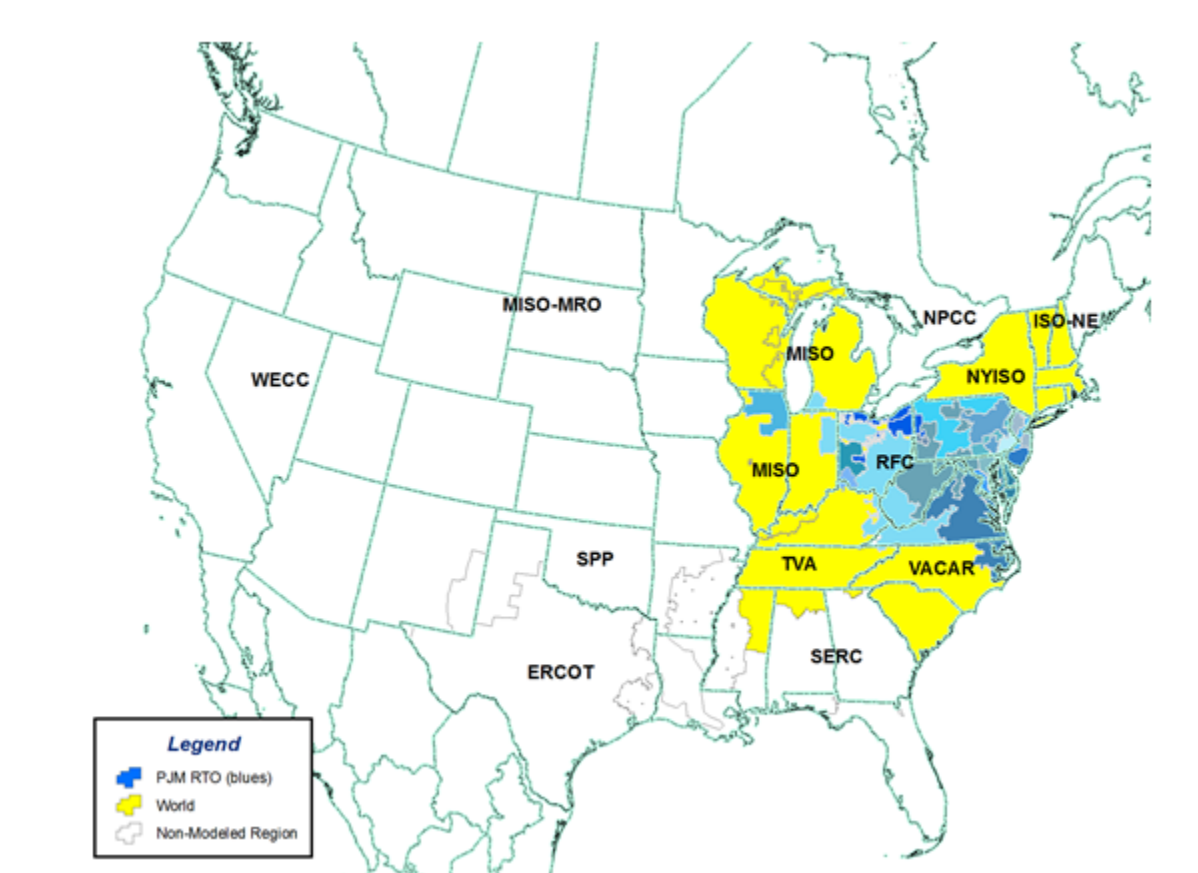 MISO-MRO
NPCC
ISO-NE
MISO
WECC
NYISO
MISO
RFC
SPP
TVA
VACAR
SERC
ERCOT
Legend
PJM RTO (blues)
World
Non-Modeled Region